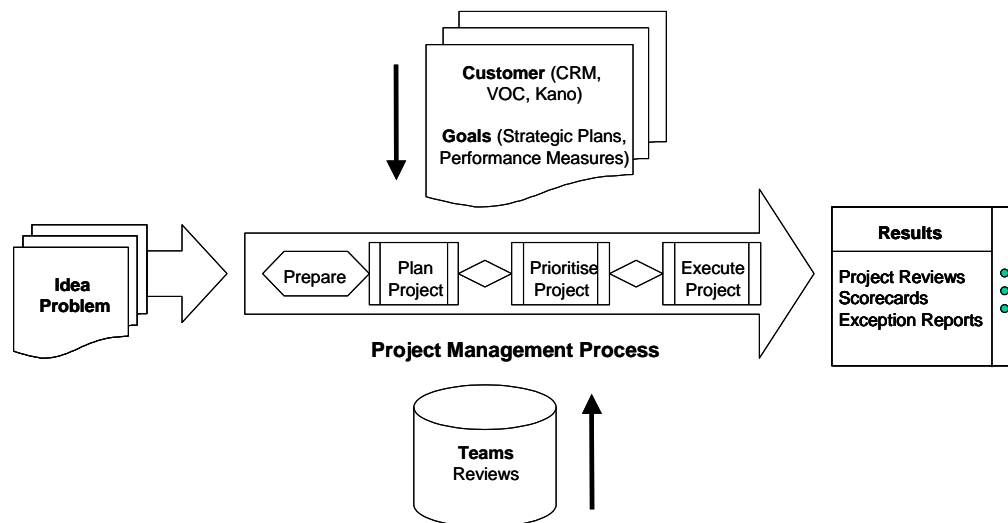 Customer (CRM,
VOC, Kano)
Goals (Strategic Plans,
Performance Measures)
Idea
Problem
Prepare
Plan
Project
Prioritise
Project
Execute
Project
Project Management Process
Results
Project Reviews
Scorecards
Exception Reports
Teams
Reviews